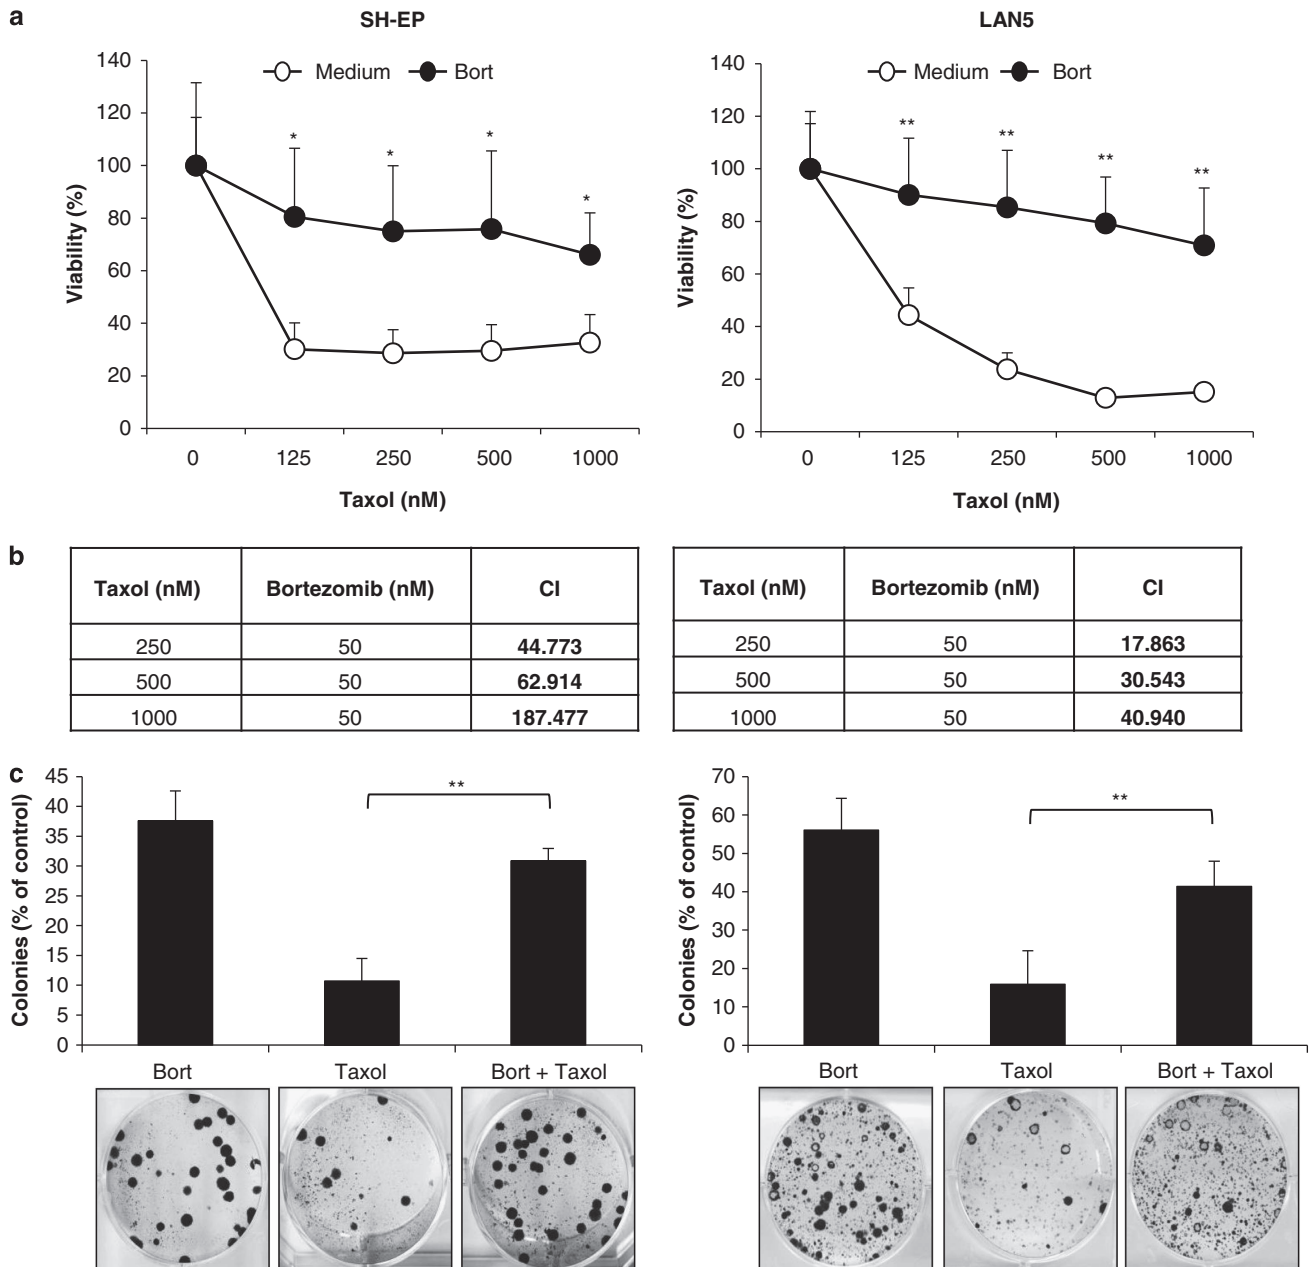 a
SH-EP
LAN5
Medium Bort
Medium Bort
Viability (%)
140
120
100
80
60
40
20
0
* * * *
0 125 250 500 1000
Taxol (nM)
Viability (%)
140
120
100
80
60
40
20
0
** ** ** **
0 125 250 500 1000
Taxol (nM)
b
Taxol (nM) Bortezomib (nM) CI
250 50 44.773
500 50 62.914
1000 50 187.477
Taxol (nM) Bortezomib (nM) CI
250 50 17.863
500 50 30.543
1000 50 40.940
c
Colonies (% of control)
45
40
35
30
25
20
15
10
5
0
**
Bort Taxol Bort + Taxol
Colonies (% of control)
70
60
50
40
30
20
10
0
**
Bort Taxol Bort + Taxol